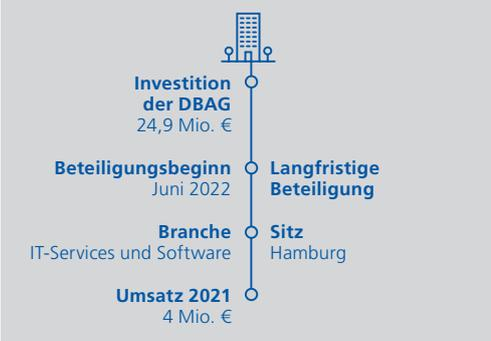 Investition
der DBAG
24,9 Mio. €
Beteiligungsbeginn
Juni 2022
Langfristige
Beteiligung
Branche
IT-Services und Software
Sitz
Hamburg
Umsatz 2021
4 Mio. €